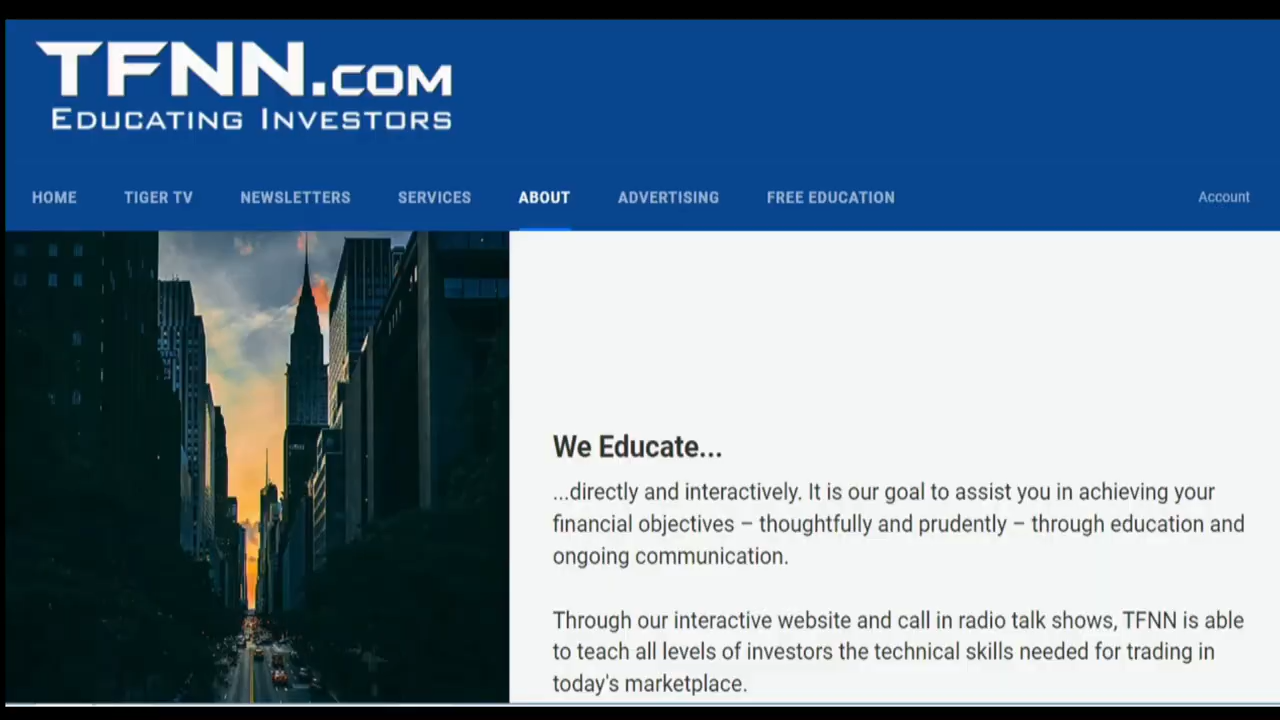 TFNN.COM
EDUCATING INVESTORS
HOME TIGER TV NEWSLETTERS SERVICES ABOUT ADVERTISING FREE EDUCATION Account
We Educate...
...directly and interactively. It is our goal to assist you in achieving your
financial objectives – thoughtfully and prudently – through education and
ongoing communication.
Through our interactive website and call in radio talk shows, TFNN is able
to teach all levels of investors the technical skills needed for trading in
today's marketplace.